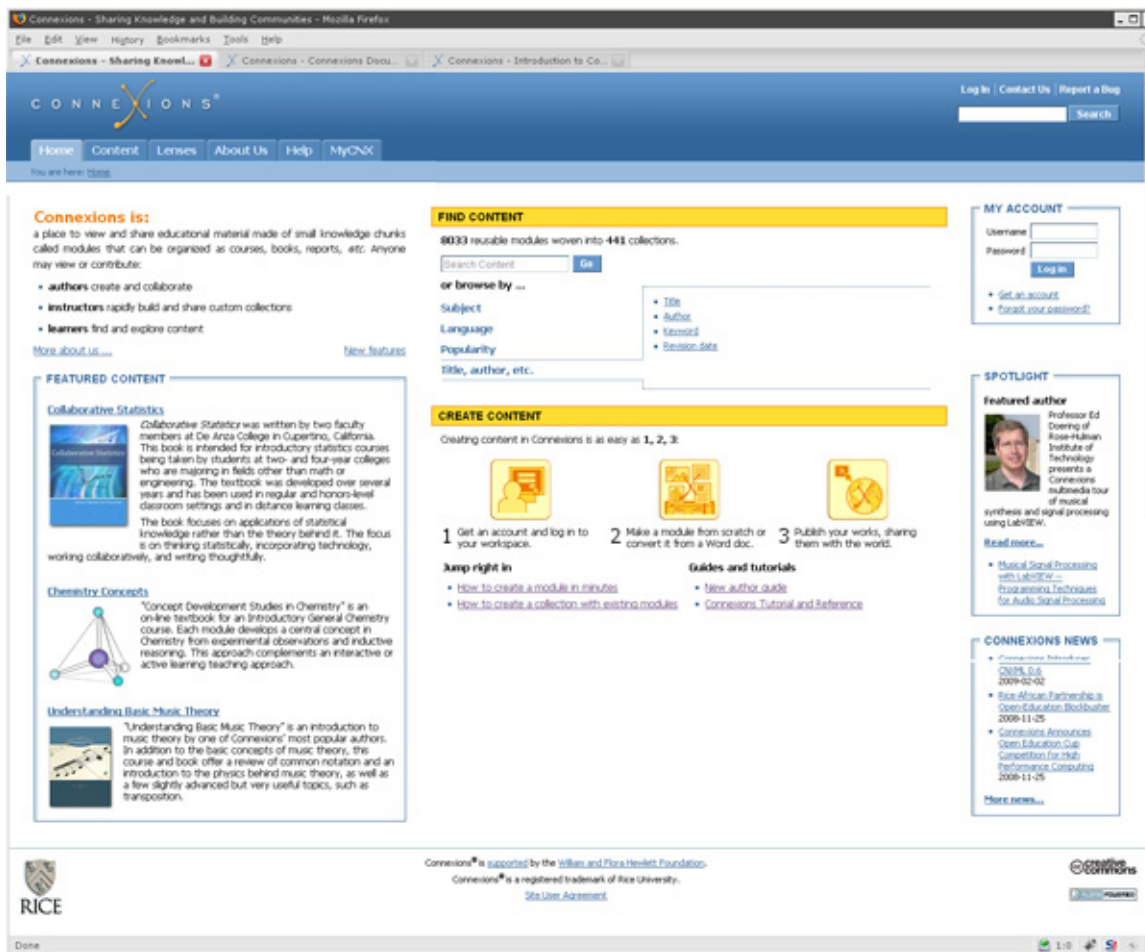 Connexions - Sharing Knowledge and Building Communities - Mozilla Firefox
File Edit View History Bookmarks Tools Help
Connexions - Sharing Knowl... Connexions - Connexions Docu... Connexions - Introduction to Co...
Log In | Contact Us | Report a Bug
CONNEXIONS®
Search
Home Content Lenses About Us Help MyCNX
You are here: Home
Connexions is:
a place to view and share educational material made of small knowledge chunks
called modules that can be organized as courses, books, reports, etc. Anyone
may view or contribute:
• authors create and collaborate
• instructors rapidly build and share custom collections
• learners find and explore content
More about us ... New features
FEATURED CONTENT
Collaborative Statistics
Collaborative Statistics
Collaborative Statistics was written by two faculty
members at De Anza College in Cupertino, California.
This book is intended for introductory statistics courses
being taken by students at two- and four-year colleges
who are majoring in fields other than math or
engineering. The textbook was developed over several
years and has been used in regular and honors-level
classroom settings and in distance learning classes.
The book focuses on applications of statistical
knowledge rather than the theory behind it. The focus
is on thinking statistically, incorporating technology,
working collaboratively, and writing thoughtfully.
Chemistry Concepts
"Concept Development Studies in Chemistry" is an
on-line textbook for an Introductory General Chemistry
course. Each module develops a central concept in
Chemistry from experimental observations and inductive
reasoning. This approach complements an interactive or
active learning teaching approach.
Understanding Basic Music Theory
"Understanding Basic Music Theory" is an introduction to
music theory by one of Connexions' most popular authors.
In addition to the basic concepts of music theory, this
course and book offer a review of common notation and an
introduction to the physics behind music theory, as well as
a few slightly advanced but very useful topics, such as
transposition.
FIND CONTENT
8033 reusable modules woven into 441 collections.
Search Content Go
or browse by ...
Subject
Language
Popularity
Title, author, etc.
• Title
• Author
• Keyword
• Revision date
CREATE CONTENT
Creating content in Connexions is as easy as 1, 2, 3:
1 Get an account and log in to
your workspace.
2 Make a module from scratch or
convert it from a Word doc.
3 Publish your works, sharing
them with the world.
Jump right in
• How to create a module in minutes
• How to create a collection with existing modules
Guides and tutorials
• New author guide
• Connexions Tutorial and Reference
MY ACCOUNT
Username
Password
Log in
• Get an account
• Forgot your password?
SPOTLIGHT
Featured author
Professor Ed
Doering of
Rose-Hulman
Institute of
Technology
presents a
Connexions
multimedia tour
of musical
synthesis and signal processing
using LabVIEW.
Read more...
• Musical Signal Processing
with LabVIEW --
Programming Techniques
for Audio Signal Processing
CONNEXIONS NEWS
• Connexions Introduces
CNXML 0.6
2009-02-02
• Rice-African Partnership is
Open-Education Blockbuster
2008-11-25
• Connexions Announces
Open Education Cup
Competition for High
Performance Computing
2008-11-25
More news...
RICE
Connexions® is supported by the William and Flora Hewlett Foundation.
Connexions® is a registered trademark of Rice University.
Site User Agreement
creative
commons
POWERED
Done
1:0